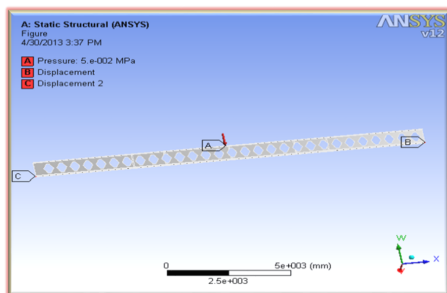 A: Static Structural (ANSYS)
Figure
4/30/2013 3:37 PM
A Pressure: 5.e-002 MPa
B Displacement
C Displacement 2
ANSYS
v12
A
B
C
0
5e+003 (mm)
2.5e+003
X